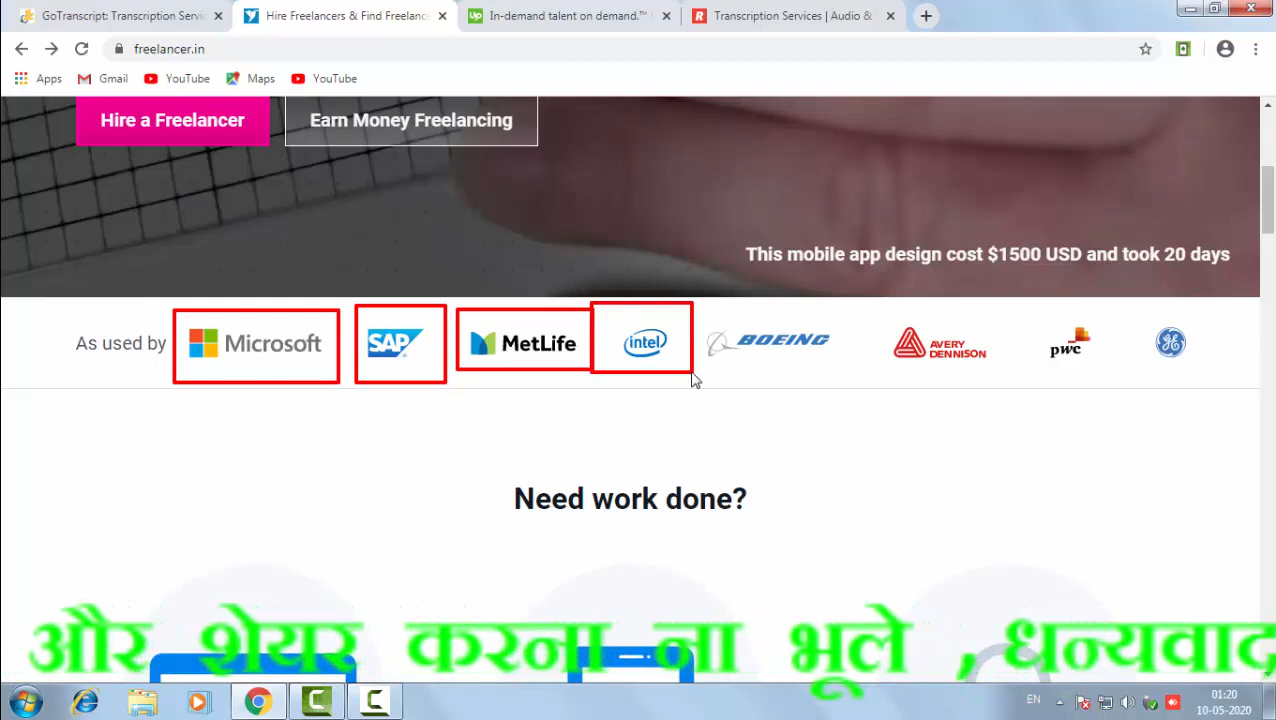 GoTranscript: Transcription Servi
Hire Freelancers & Find Freelanc
In-demand talent on demand.™
Transcription Services | Audio &
freelancer.in
Apps Gmail YouTube Maps YouTube
Hire a Freelancer Earn Money Freelancing
This mobile app design cost $1500 USD and took 20 days
As used by Microsoft SAP MetLife intel BOEING AVERY DENNISON pwc GE
Need work done?
और शेयर करना ना भूले , धन्यवाद
EN 01:20
10-05-2020